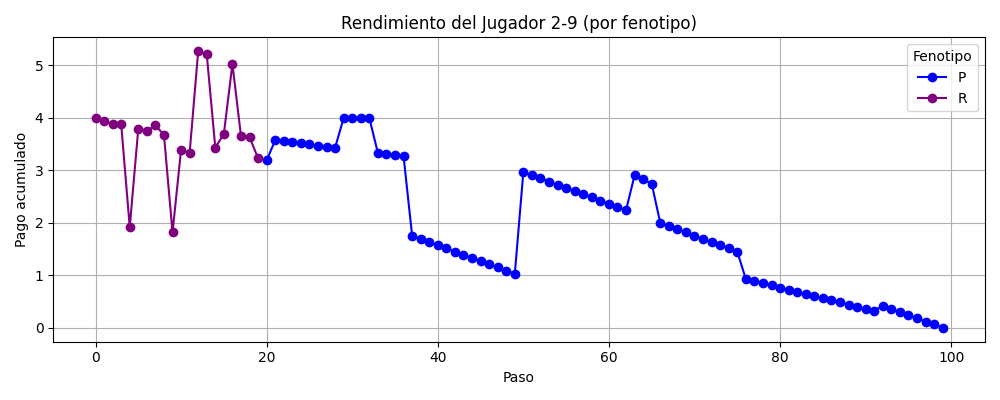 Rendimiento del Jugador 2-9 (por fenotipo)
Pago acumulado
5
4
3
2
1
0
Fenotipo
P
R
0 20 40 60 80 100
Paso